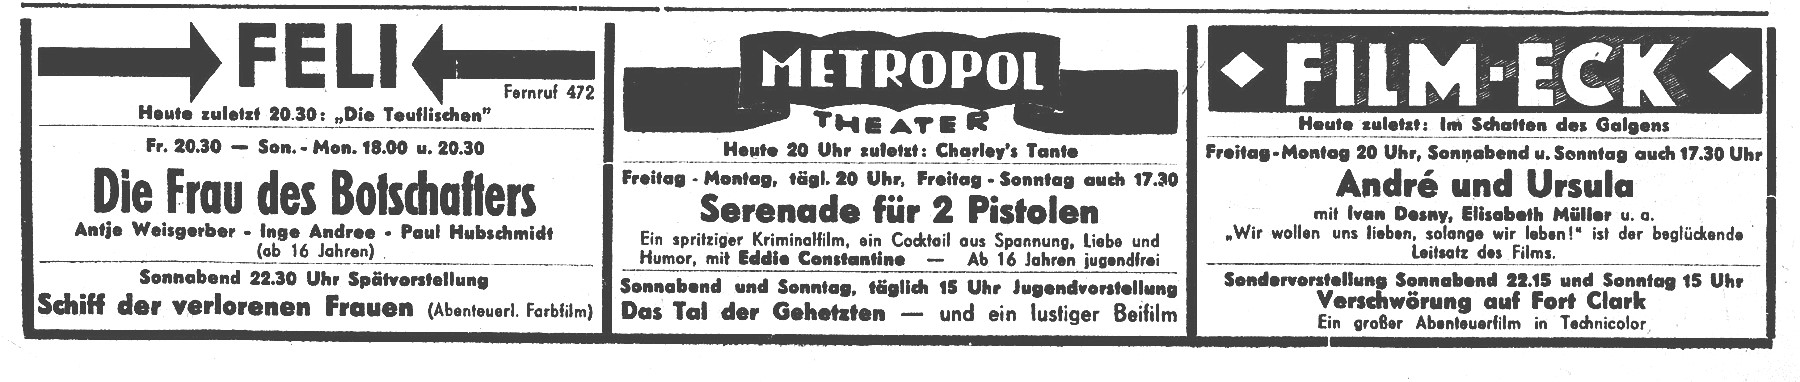 FELI
Fernruf 472
Heute zuletzt 20.30: „Die Teuflischen”
Fr. 20.30 — Son.-Mon. 18.00 u. 20.30
Die Frau des Botschafters
Antje Weisgerber - Inge Andree - Paul Hubschmidt
(ab 16 Jahren)
Sonnabend 22.30 Uhr Spätvorstellung
Schiff der verlorenen Frauen (Abenteuerl. Farbfilm)
METROPOL
THEATER
Heute 20 Uhr zuletzt: Charley's Tante
Freitag - Montag, tägl. 20 Uhr, Freitag - Sonntag auch 17.30
Serenade für 2 Pistolen
Ein spritziger Kriminalfilm, ein Cocktail aus Spannung, Liebe und
Humor, mit Eddie Constantine — Ab 16 Jahren jugendfrei
Sonnabend und Sonntag, täglich 15 Uhr Jugendvorstellung
Das Tal der Gehetzten — und ein lustiger Beifilm
FILM-ECK
Heute zuletzt: Im Schatten des Galgens
Freitag-Montag 20 Uhr, Sonnabend u. Sonntag auch 17.30 Uhr
André und Ursula
mit Ivan Desny, Elisabeth Müller u. a.
„Wir wollen uns lieben, solange wir leben!” ist der beglückende
Leitsatz des Films.
Sondervorstellung Sonnabend 22.15 und Sonntag 15 Uhr
Verschwörung auf Fort Clark
Ein großer Abenteuerfilm in Technicolor